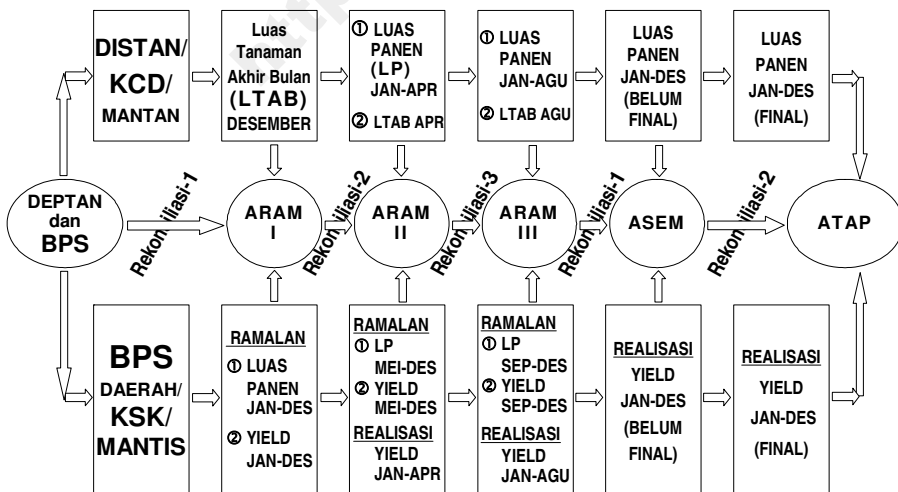 http
DISTAN/
KCD/
MANTAN
Luas
Tanaman
Akhir Bulan
(LTAB)
DESEMBER
① LUAS
PANEN
(LP)
JAN-APR
② LTAB APR
① LUAS
PANEN
JAN-AGU
② LTAB AGU
LUAS
PANEN
JAN-DES
(BELUM
FINAL)
LUAS
PANEN
JAN-DES
(FINAL)
DEPTAN
dan
BPS
Rekonsiliasi-1
ARAM
I
Rekonsiliasi-2
ARAM
II
Rekonsiliasi-3
ARAM
III
Rekonsiliasi-1
ASEM
Rekonsiliasi-2
ATAP
BPS
DAERAH/
KSK/
MANTIS
RAMALAN
① LUAS
PANEN
JAN-DES
② YIELD
JAN-DES
RAMALAN
① LP
MEI-DES
② YIELD
MEI-DES
REALISASI
YIELD
JAN-APR
RAMALAN
① LP
SEP-DES
② YIELD
SEP-DES
REALISASI
YIELD
JAN-AGU
REALISASI
YIELD
JAN-DES
(BELUM
FINAL)
REALISASI
YIELD
JAN-DES
(FINAL)